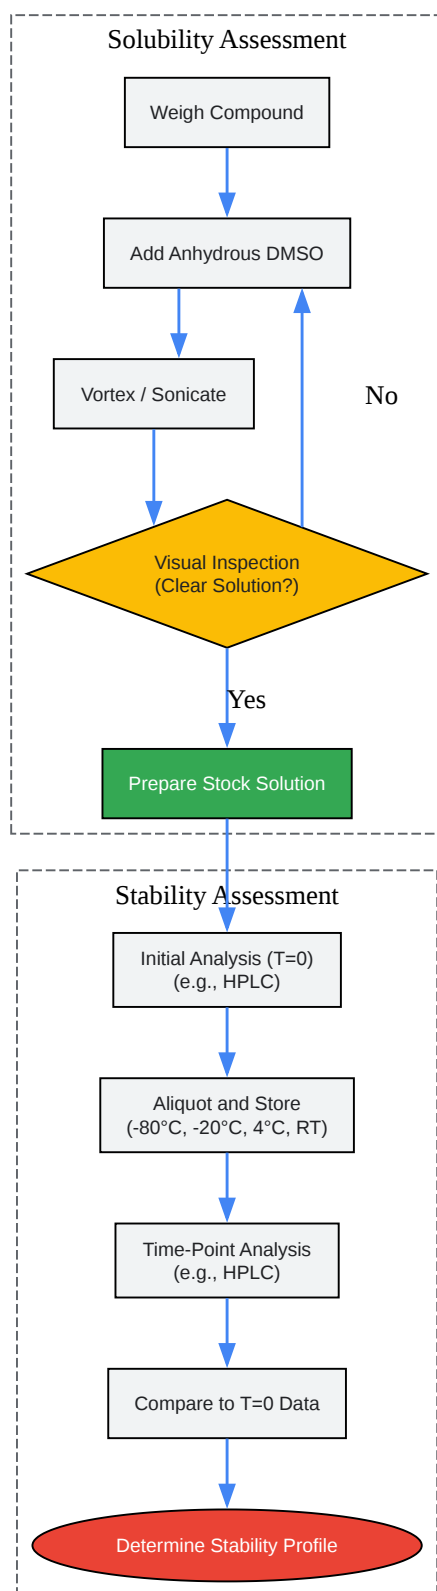 Solubility Assessment
Weigh Compound
Add Anhydrous DMSO
Vortex / Sonicate
No
Visual Inspection
(Clear Solution?)
Yes
Prepare Stock Solution
Stability Assessment
Initial Analysis (T=0)
(e.g., HPLC)
Aliquot and Store
(-80°C, -20°C, 4°C, RT)
Time-Point Analysis
(e.g., HPLC)
Compare to T=0 Data
Determine Stability Profile